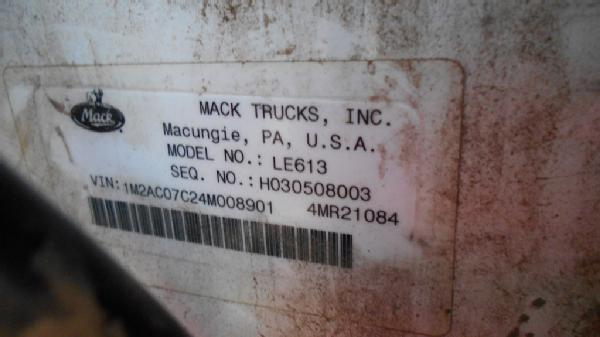 Mack
MACK TRUCKS, INC.
Macungie, PA, U.S.A.
MODEL NO.: LE613
SEQ. NO.: H030508003
VIN: 1M2AC07C24M008901 4MR21084